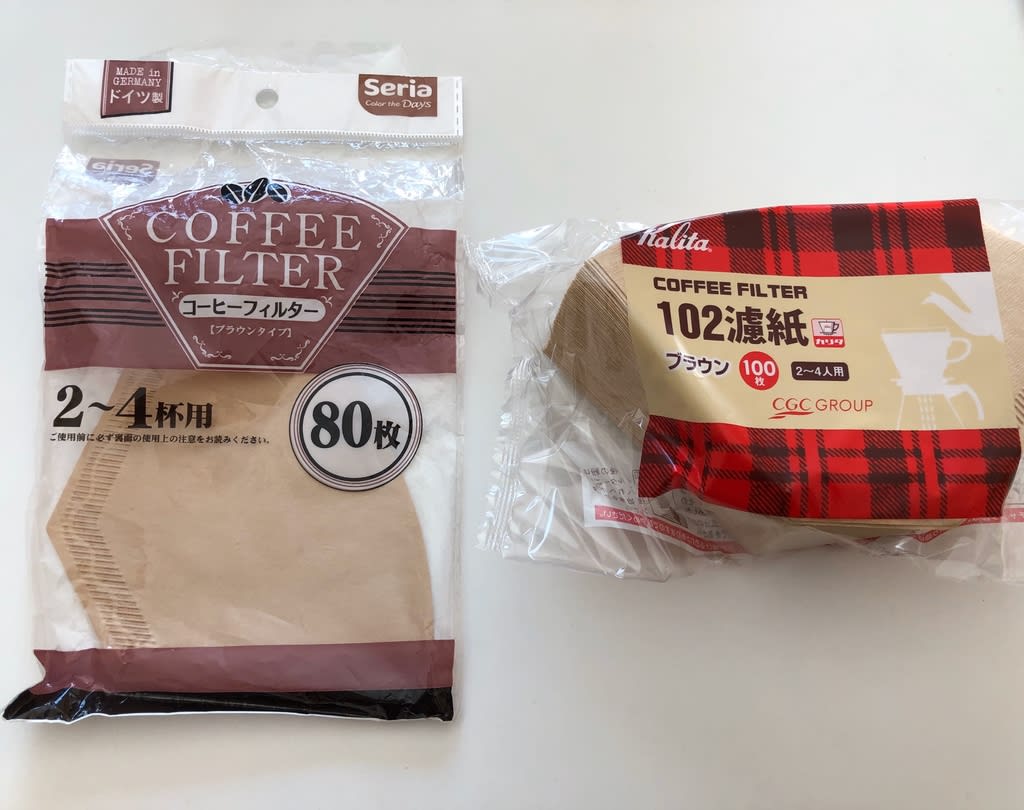 MADE in
GERMANY
ドイツ製
Seria
Color the Days
Seria
COFFEE
FILTER
コーヒーフィルター
【ブラウンタイプ】
2～4杯用
ご使用前に必ず裏面の使用上の注意をお読みください。
80枚
Kalita
COFFEE FILTER
102濾紙
カリタ
ブラウン
100枚
2～4人用
CGC GROUP